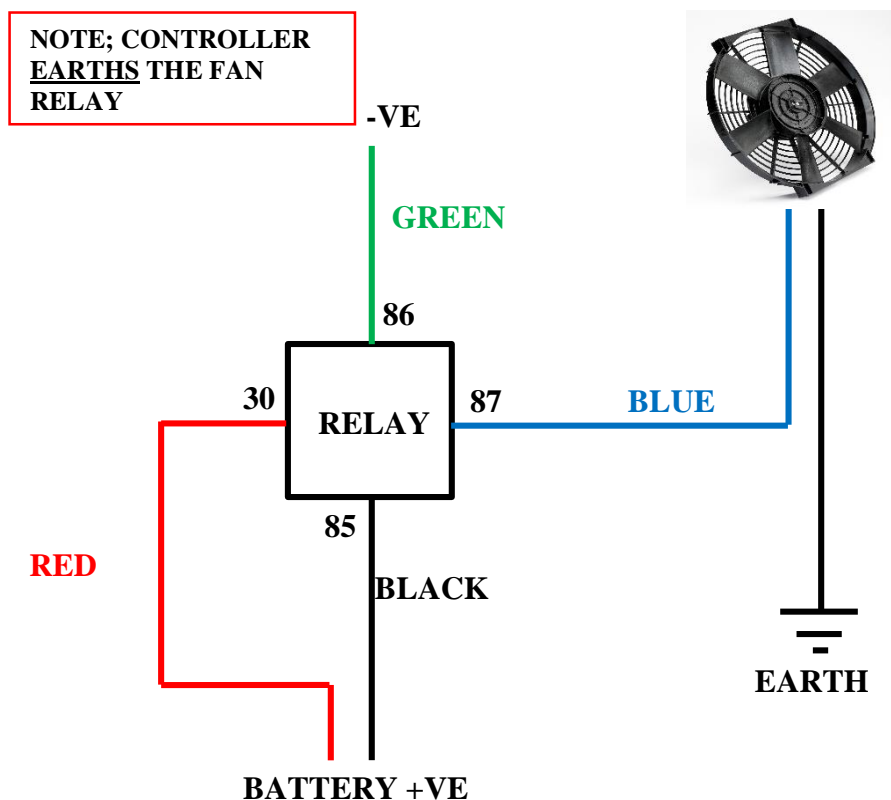 NOTE; CONTROLLER
EARTHS THE FAN
RELAY
-VE
GREEN
86
30
87
BLUE
RELAY
85
RED
BLACK
EARTH
BATTERY +VE